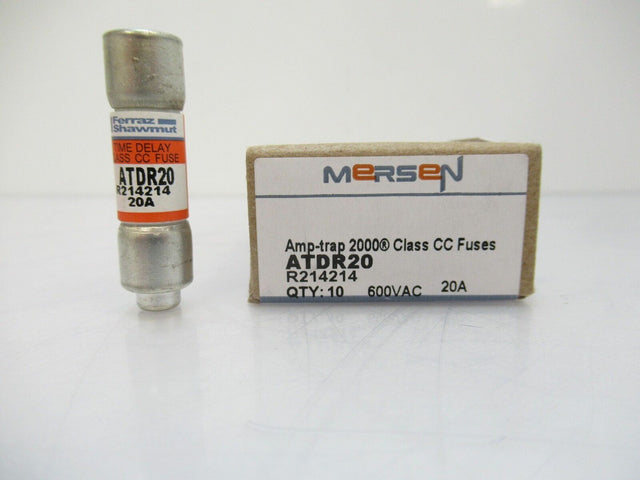 Ferraz
Shawmut
TIME DELAY
CLASS CC FUSE
ATDR20
R214214
20A
MERSEN
Amp-trap 2000® Class CC Fuses
ATDR20
R214214
QTY: 10 600VAC 20A